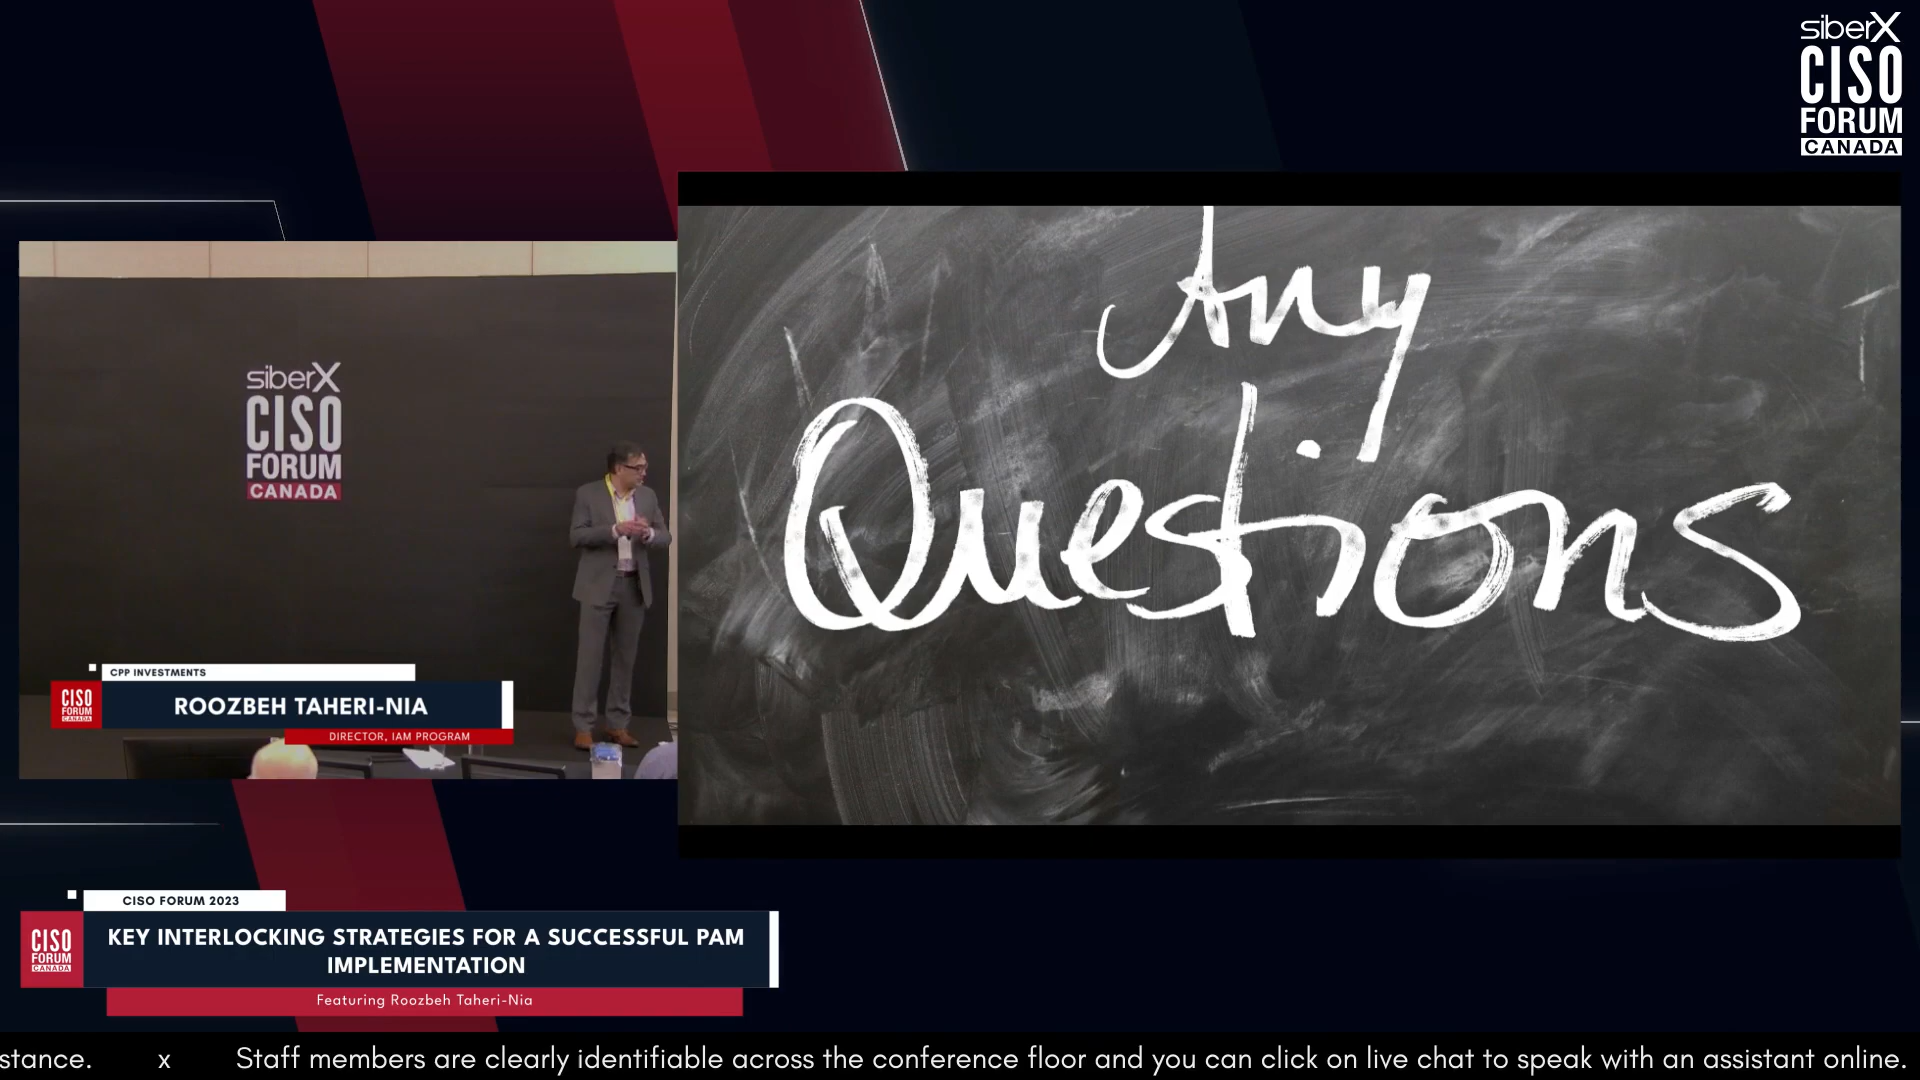 siberX
CISO
FORUM
CANADA
siberX
CISO
FORUM
CANADA
Any
Questions
CPP INVESTMENTS
CISO
FORUM
CANADA
ROOZBEH TAHERI-NIA
DIRECTOR, IAM PROGRAM
CISO FORUM 2023
CISO
FORUM
CANADA
KEY INTERLOCKING STRATEGIES FOR A SUCCESSFUL PAM
IMPLEMENTATION
Featuring Roozbeh Taheri-Nia
stance. x Staff members are clearly identifiable across the conference floor and you can click on live chat to speak with an assistant online.